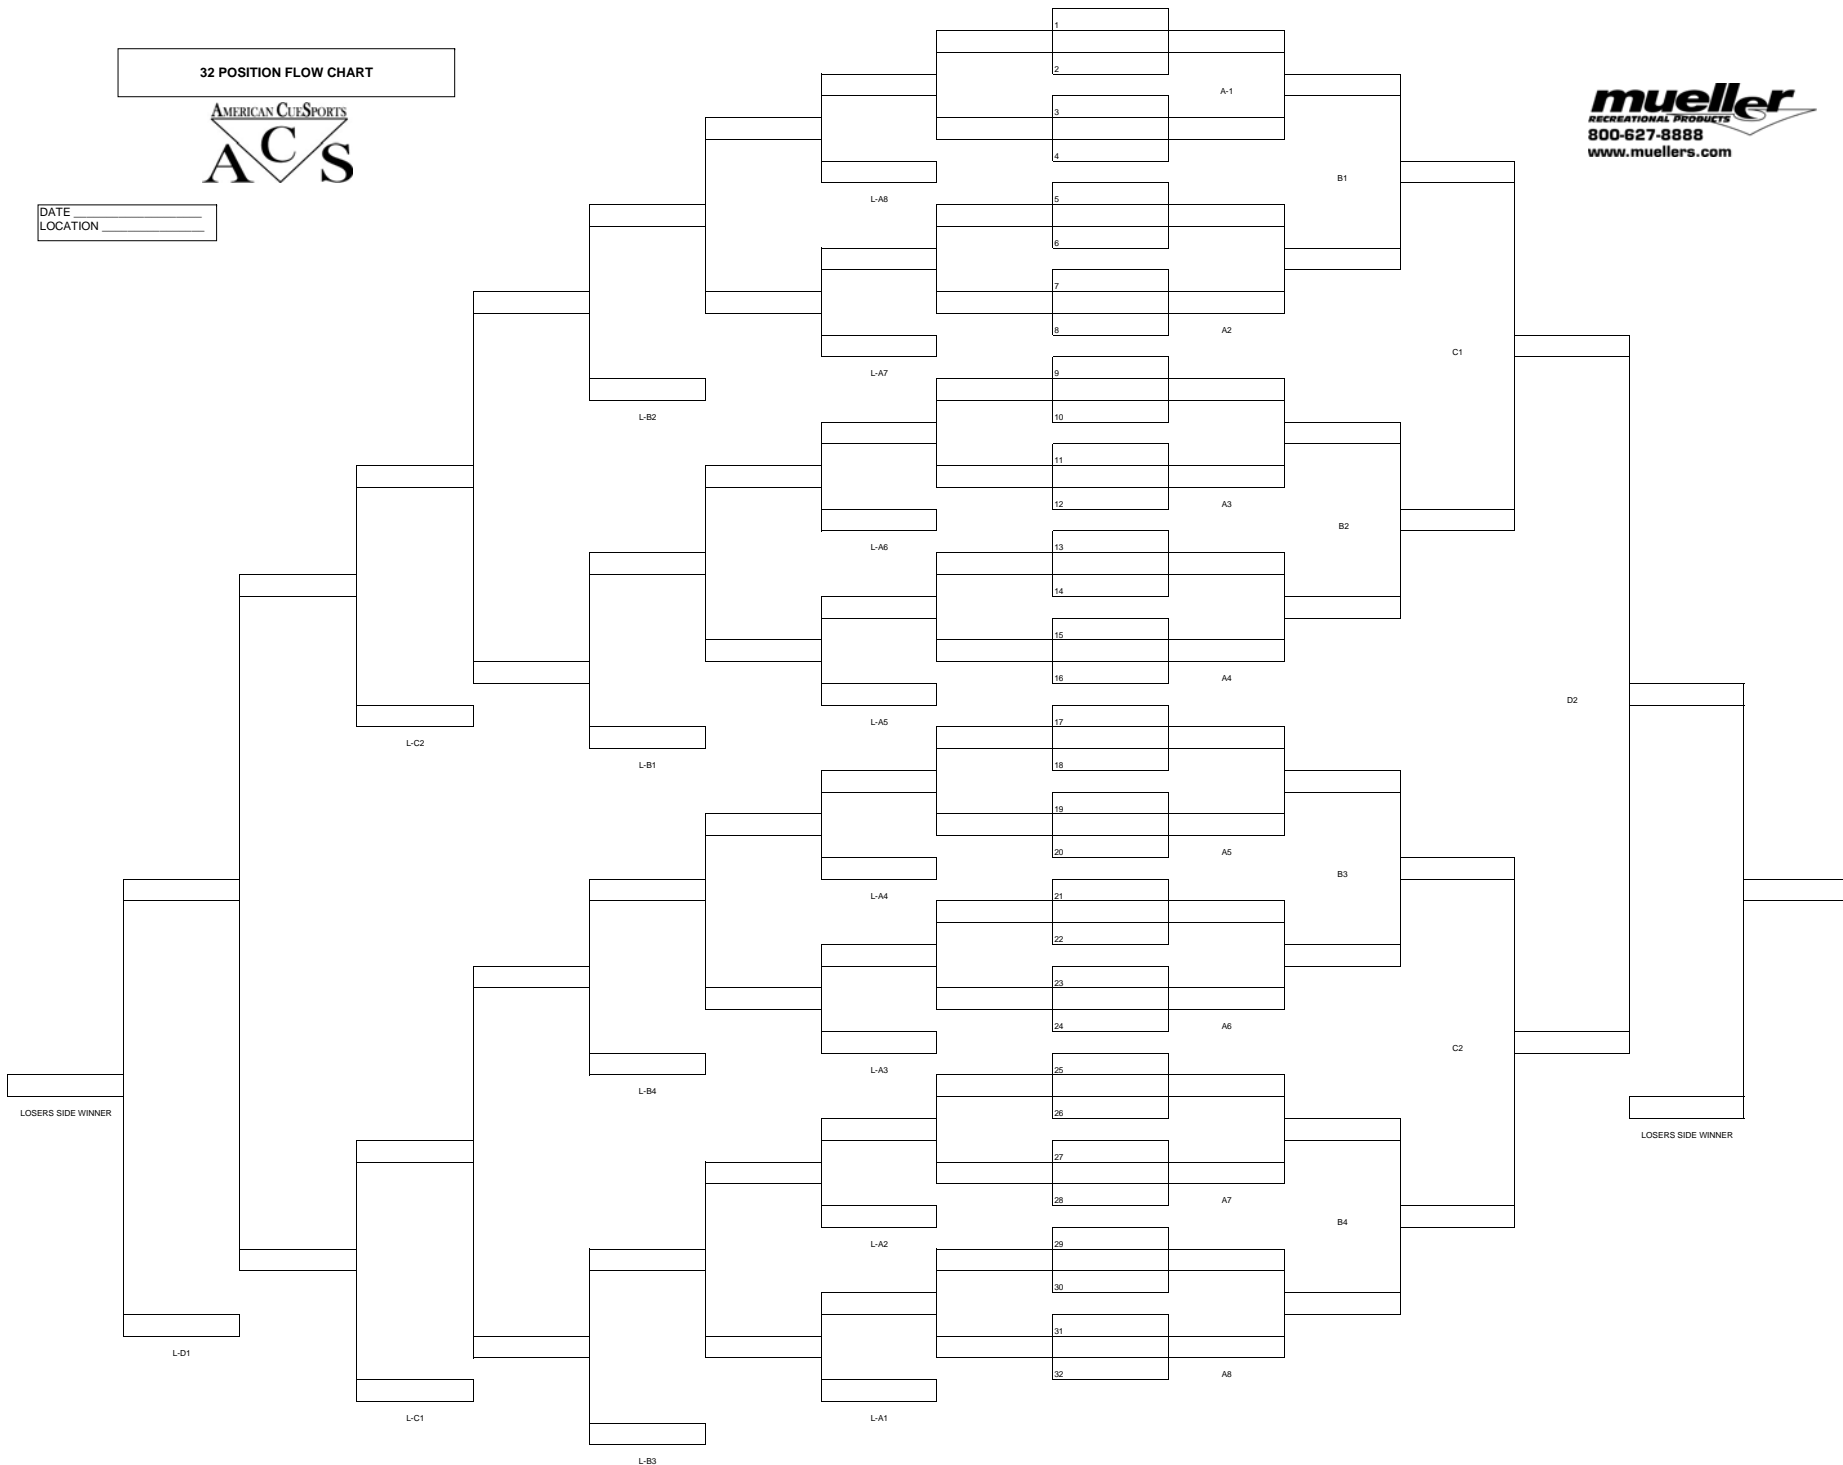 32 POSITION FLOW CHART
AMERICAN CUESPORTS
ACS
mueller
RECREATIONAL PRODUCTS
800-627-8888
www.muellers.com
DATE ____________________
LOCATION ________________
1
2
A-1
3
4
B1
L-A8
5
6
7
8
A2
C1
L-A7
9
L-B2
10
11
12
A3
B2
L-A6
13
14
15
16
A4
D2
L-A5
17
L-C2
L-B1
18
19
20
A5
B3
L-A4
21
22
23
24
A6
C2
L-A3
25
L-B4
26
LOSERS SIDE WINNER
LOSERS SIDE WINNER
27
28
A7
B4
L-A2
29
30
31
L-D1
32
A8
L-C1
L-A1
L-B3